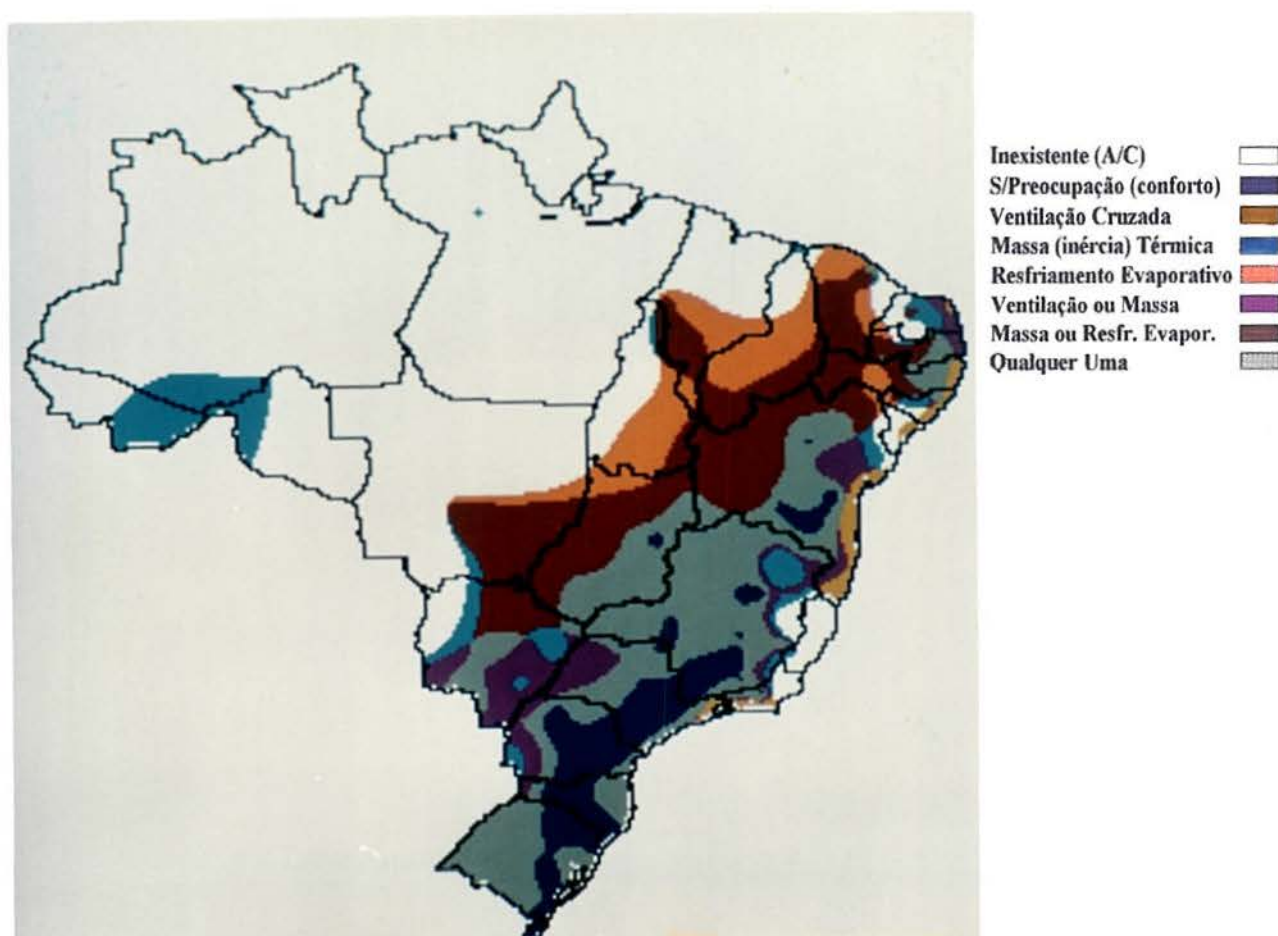 Inexistente (A/C)
S/Preocupação (conforto)
Ventilação Cruzada
Massa (inércia) Térmica
Resfriamento Evaporativo
Ventilação ou Massa
Massa ou Resfr. Evapor.
Qualquer Uma